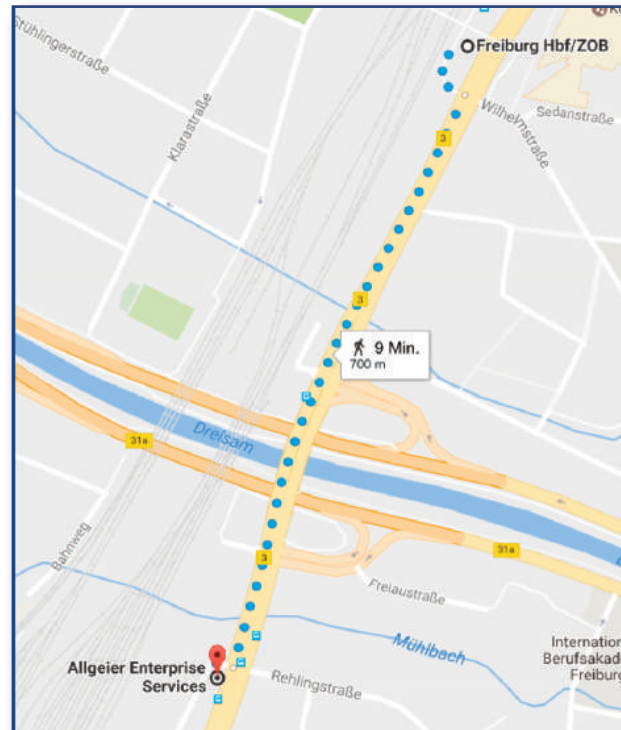 Stühlingerstraße
Freiburg Hbf/ZOB
Klarastraße
Wilhelmstraße
Sedanstraße
3
3
9 Min.
700 m
Dreisam
31a
31a
3
Bahnweg
Freiaustraße
Mühlbach
Internation
Berufsakad
Freiburg
Allgeier Enterprise
Services
Rehlingstraße